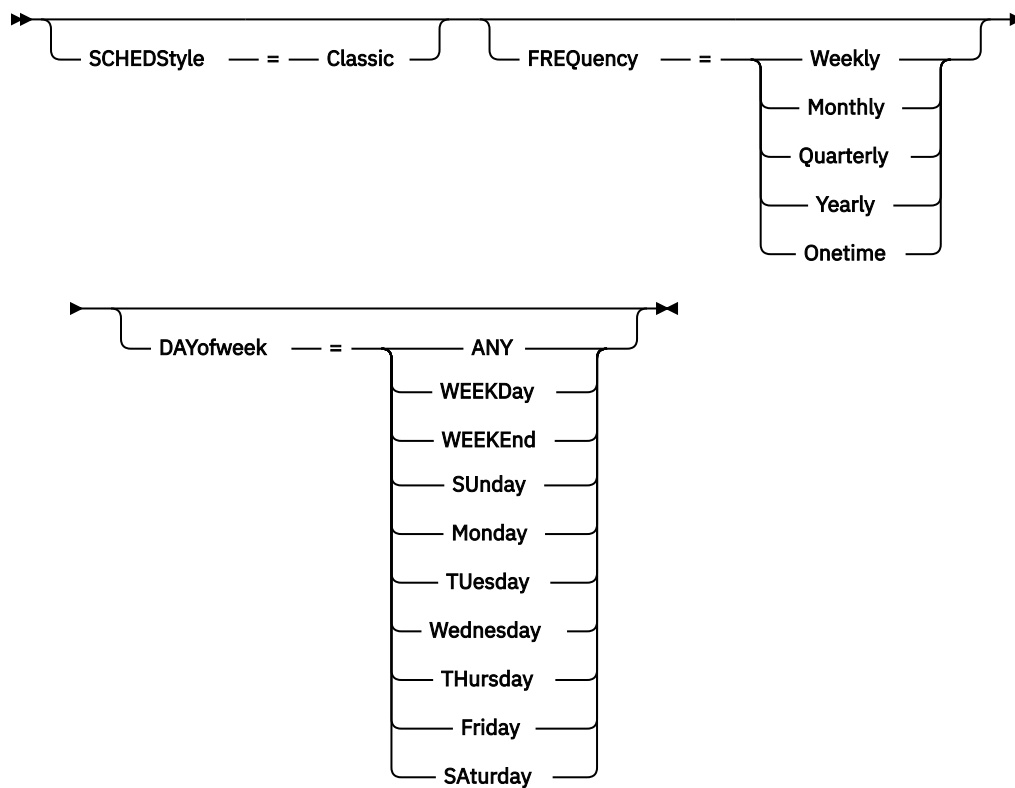 SCHEDStyle = Classic FREQuency = Weekly
Monthly
Quarterly
Yearly
Onetime
DAYofweek = ANY
WEEKDay
WEEKEnd
SUnday
Monday
TUesday
Wednesday
THursday
Friday
SAturday